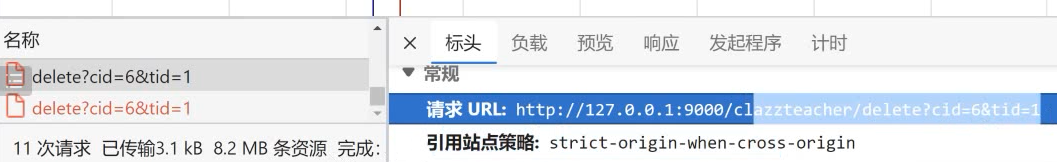 名称
delete?cid=6&tid=1
delete?cid=6&tid=1
11 次请求 已传输3.1 kB 8.2 MB 条资源 完成:
标头 负载 预览 响应 发起程序 计时
常规
请求 URL: http://127.0.0.1:9000/clazzteacher/delete?cid=6&tid=1
引用站点策略: strict-origin-when-cross-origin